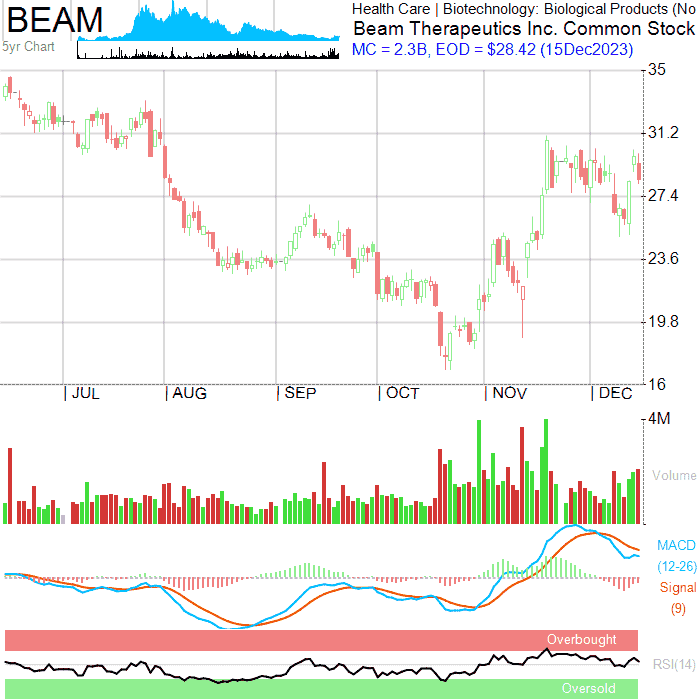 BEAM
5yr Chart
Health Care | Biotechnology: Biological Products (No
Beam Therapeutics Inc. Common Stock
MC = 2.3B, EOD = $28.42 (15Dec2023)
35
31.2
27.4
23.6
19.8
16
| JUL | AUG | SEP | OCT | NOV | DEC
4M
Volume
MACD
(12-26)
Signal
(9)
Overbought
RSI(14)
Oversold